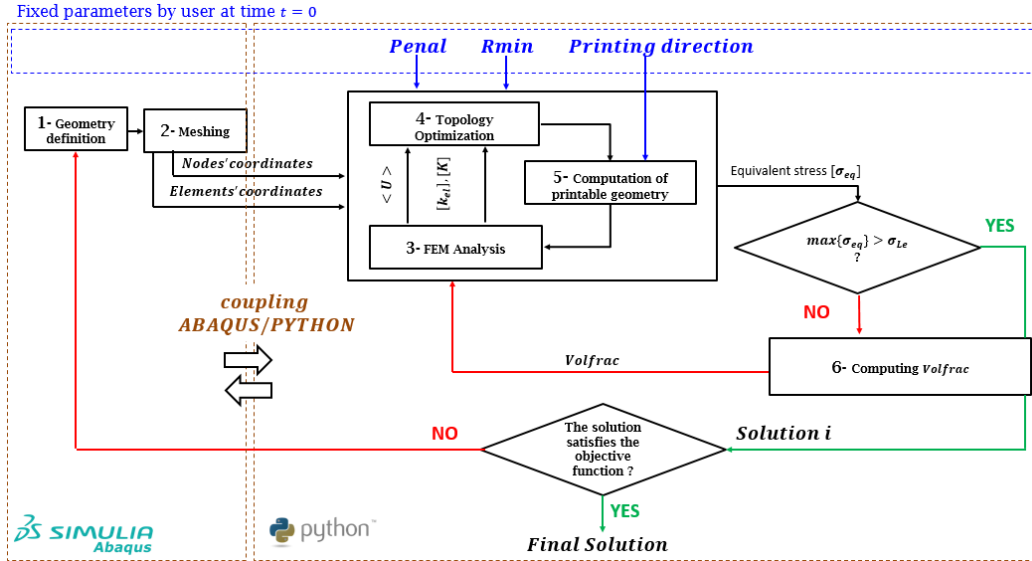 Fixed parameters by user at time t = 0
Penal
Rmin
Printing direction
1- Geometry
definition
2- Meshing
Nodes'coordinates
Elements'coordinates
4- Topology
Optimization
< U >
[k_el], [K]
5- Computation of
printable geometry
3- FEM Analysis
Equivalent stress [σ_eq]
max{σ_eq} > σ_Le
?
YES
NO
coupling
ABAQUS/PYTHON
Volfrac
6- Computing Volfrac
NO
The solution
satisfies the
objective
function ?
Solution i
YES
Final Solution
SIMULIA
Abaqus
python™